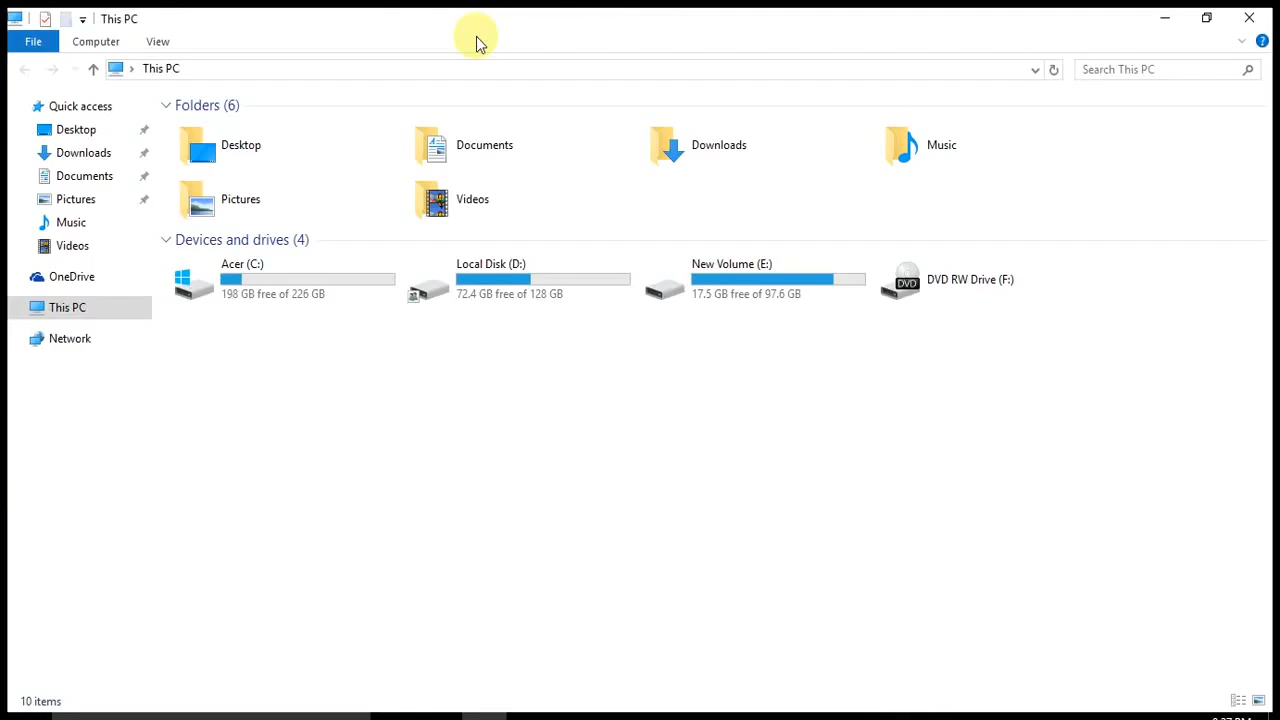 This PC
File Computer View
This PC
Search This PC
Quick access
Desktop
Downloads
Documents
Pictures
Music
Videos
OneDrive
This PC
Network
Folders (6)
Desktop
Documents
Downloads
Music
Pictures
Videos
Devices and drives (4)
Acer (C:)
198 GB free of 226 GB
Local Disk (D:)
72.4 GB free of 128 GB
New Volume (E:)
17.5 GB free of 97.6 GB
DVD
DVD RW Drive (F:)
10 items